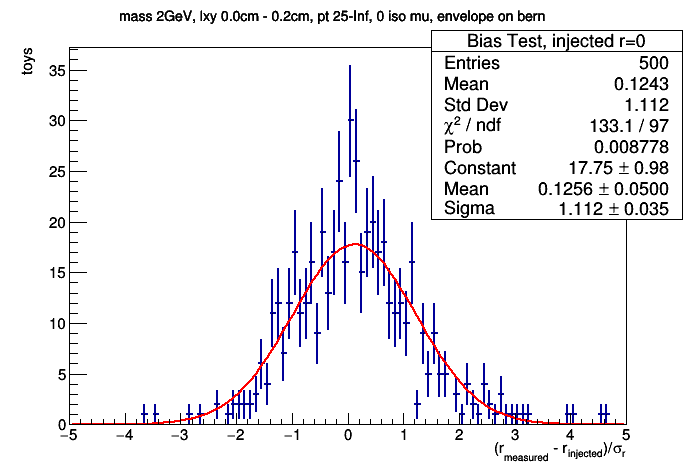 mass 2GeV, lxy 0.0cm - 0.2cm, pt 25-Inf, 0 iso mu, envelope on bern
Bias Test, injected r=0
Entries 500
Mean 0.1243
Std Dev 1.112
χ² / ndf 133.1 / 97
Prob 0.008778
Constant 17.75 ± 0.98
Mean 0.1256 ± 0.0500
Sigma 1.112 ± 0.035
toys
35
30
25
20
15
10
5
0
−5 −4 −3 −2 −1 0 1 2 3 4 5
(r_measured - r_injected)/σ_r